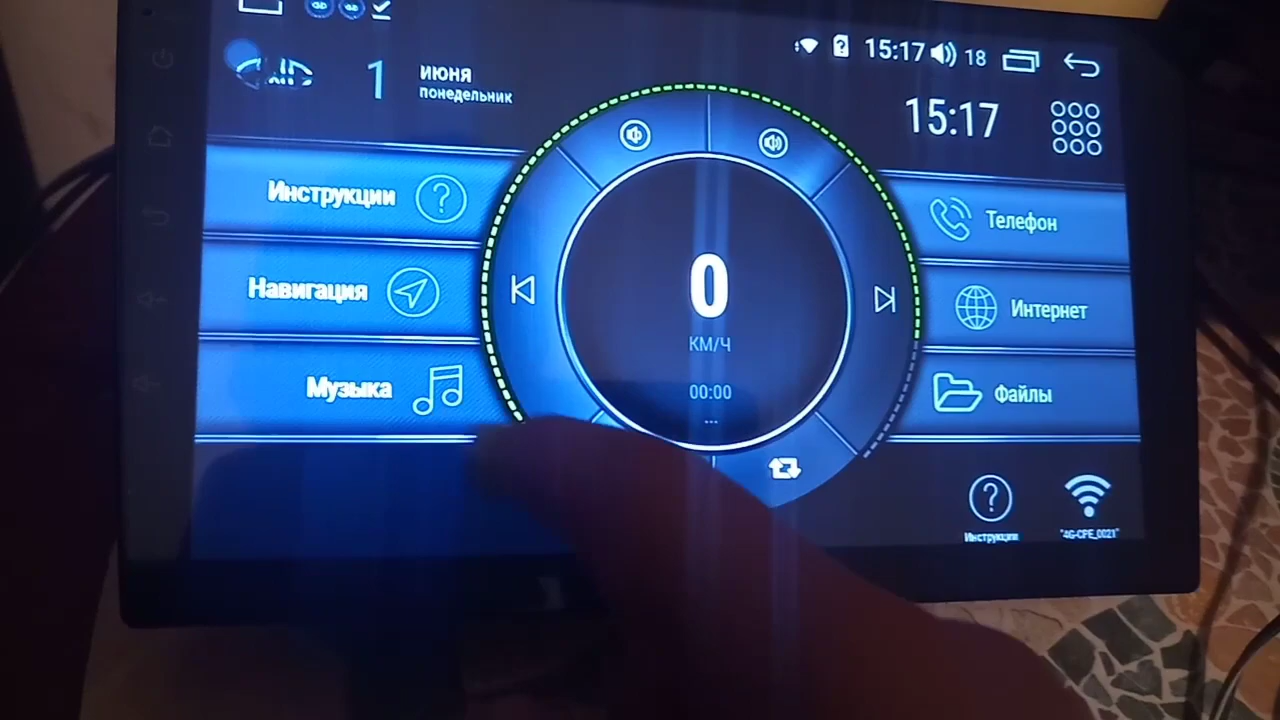 15:17
18
1
ИЮНЯ
понедельник
15:17
Инструкции
Навигация
Музыка
0
КМ/Ч
00:00
...
Телефон
Интернет
Файлы
Инструкции
"4G-CPE_0021"